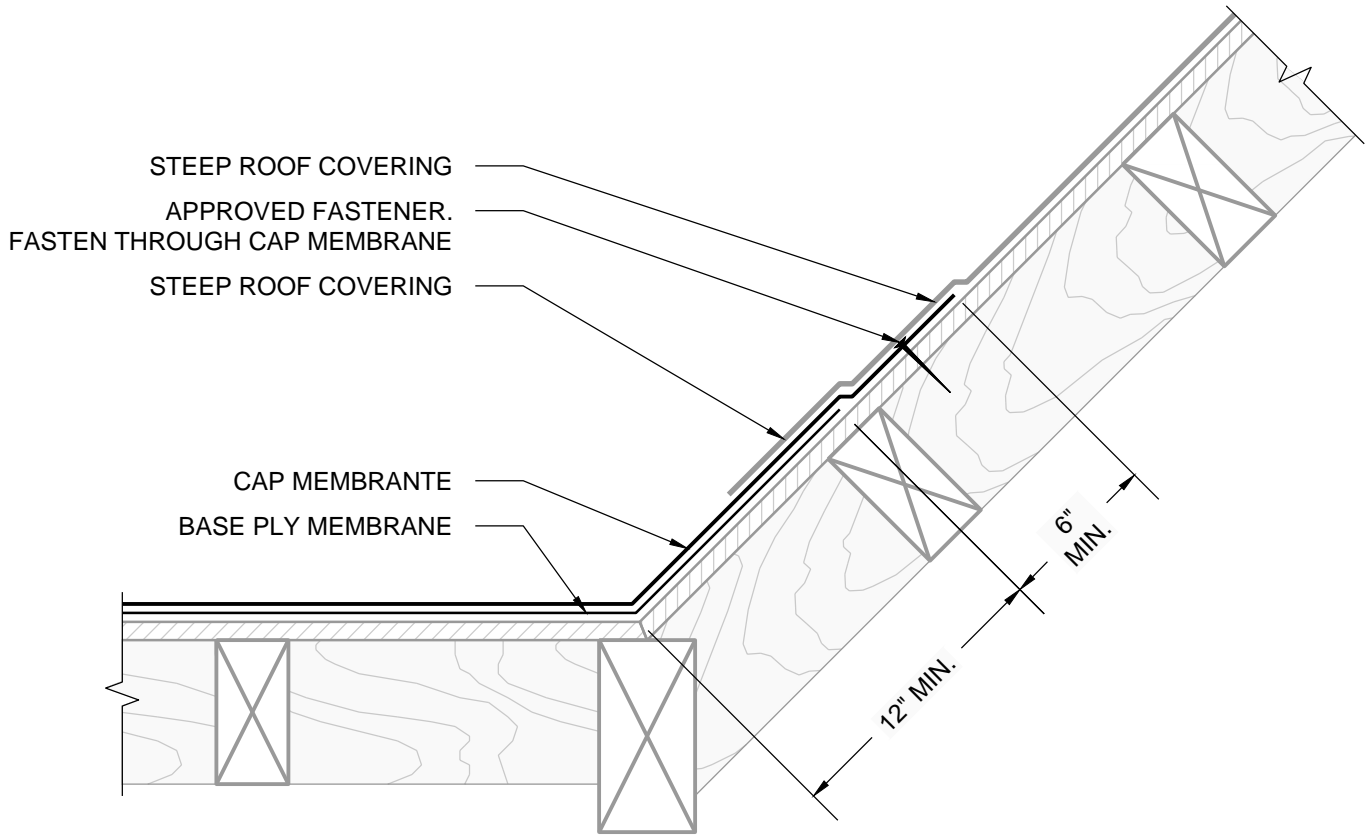 STEEP ROOF COVERING
APPROVED FASTENER.
FASTEN THROUGH CAP MEMBRANE
STEEP ROOF COVERING
CAP MEMBRANTE
BASE PLY MEMBRANE
6"
MIN.
12" MIN.